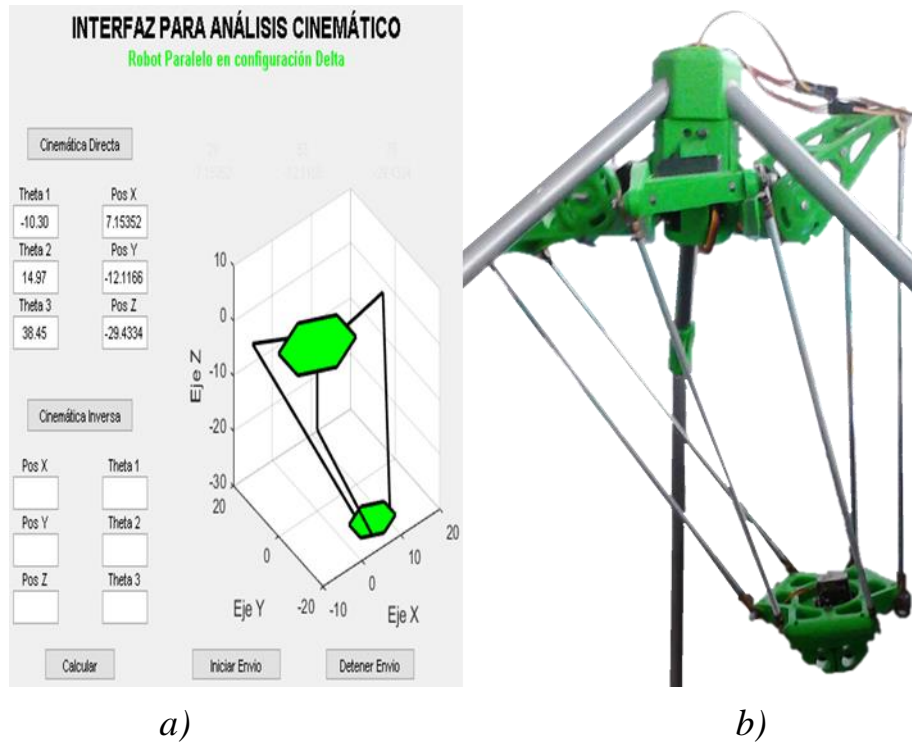 INTERFAZ PARA ANÁLISIS CINEMÁTICO
Robot Paralelo en configuración Delta
Cinemática Directa
Theta 1 Pos X
-10.30 7.15352
Theta 2 Pos Y
14.97 -12.1166
Theta 3 Pos Z
38.45 -29.4334
Cinemática Inversa
Pos X Theta 1
Pos Y Theta 2
Pos Z Theta 3
Calcular Iniciar Envio Detener Envio
10
0
-10
-20
-30
Eje Z
20
0
-20
Eje Y
-10
0
10
20
Eje X
a) b)